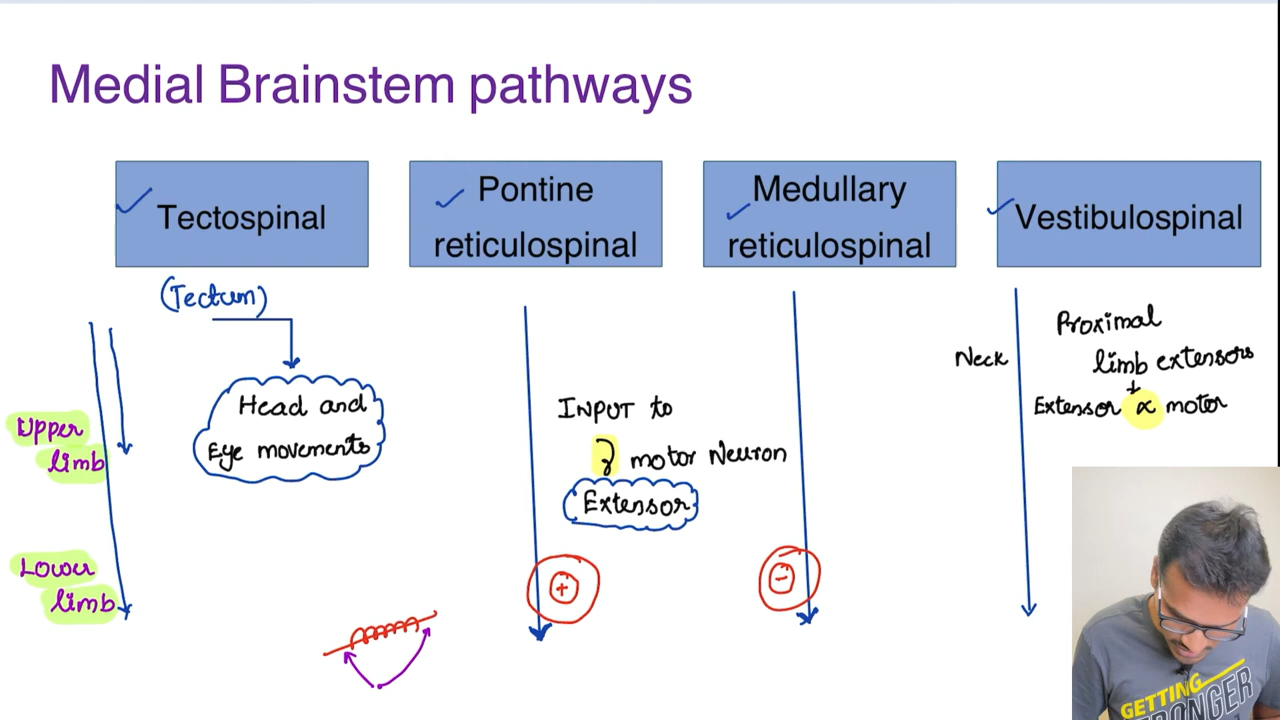 Medial Brainstem pathways
Tectospinal
Pontine
reticulospinal
Medullary
reticulospinal
Vestibulospinal
(Tectum)
Head and
Eye movements
Upper
limb
Lower
limb
INPUT to
γ motor Neuron
Extensor
+
−
Neck
Proximal
limb extensors
+
Extensor α motor
GETTING
STRONGER